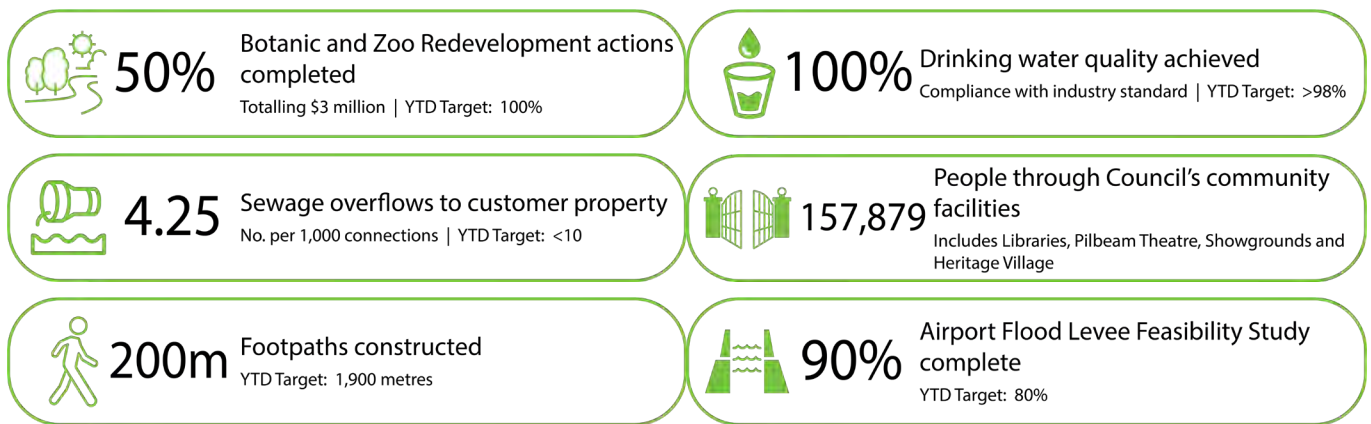 50%
Botanic and Zoo Redevelopment actions
completed
Totalling $3 million | YTD Target: 100%
100%
Drinking water quality achieved
Compliance with industry standard | YTD Target: >98%
4.25
Sewage overflows to customer property
No. per 1,000 connections | YTD Target: <10
157,879
People through Council's community
facilities
Includes Libraries, Pilbeam Theatre, Showgrounds and
Heritage Village
200m
Footpaths constructed
YTD Target: 1,900 metres
90%
Airport Flood Levee Feasibility Study
complete
YTD Target: 80%